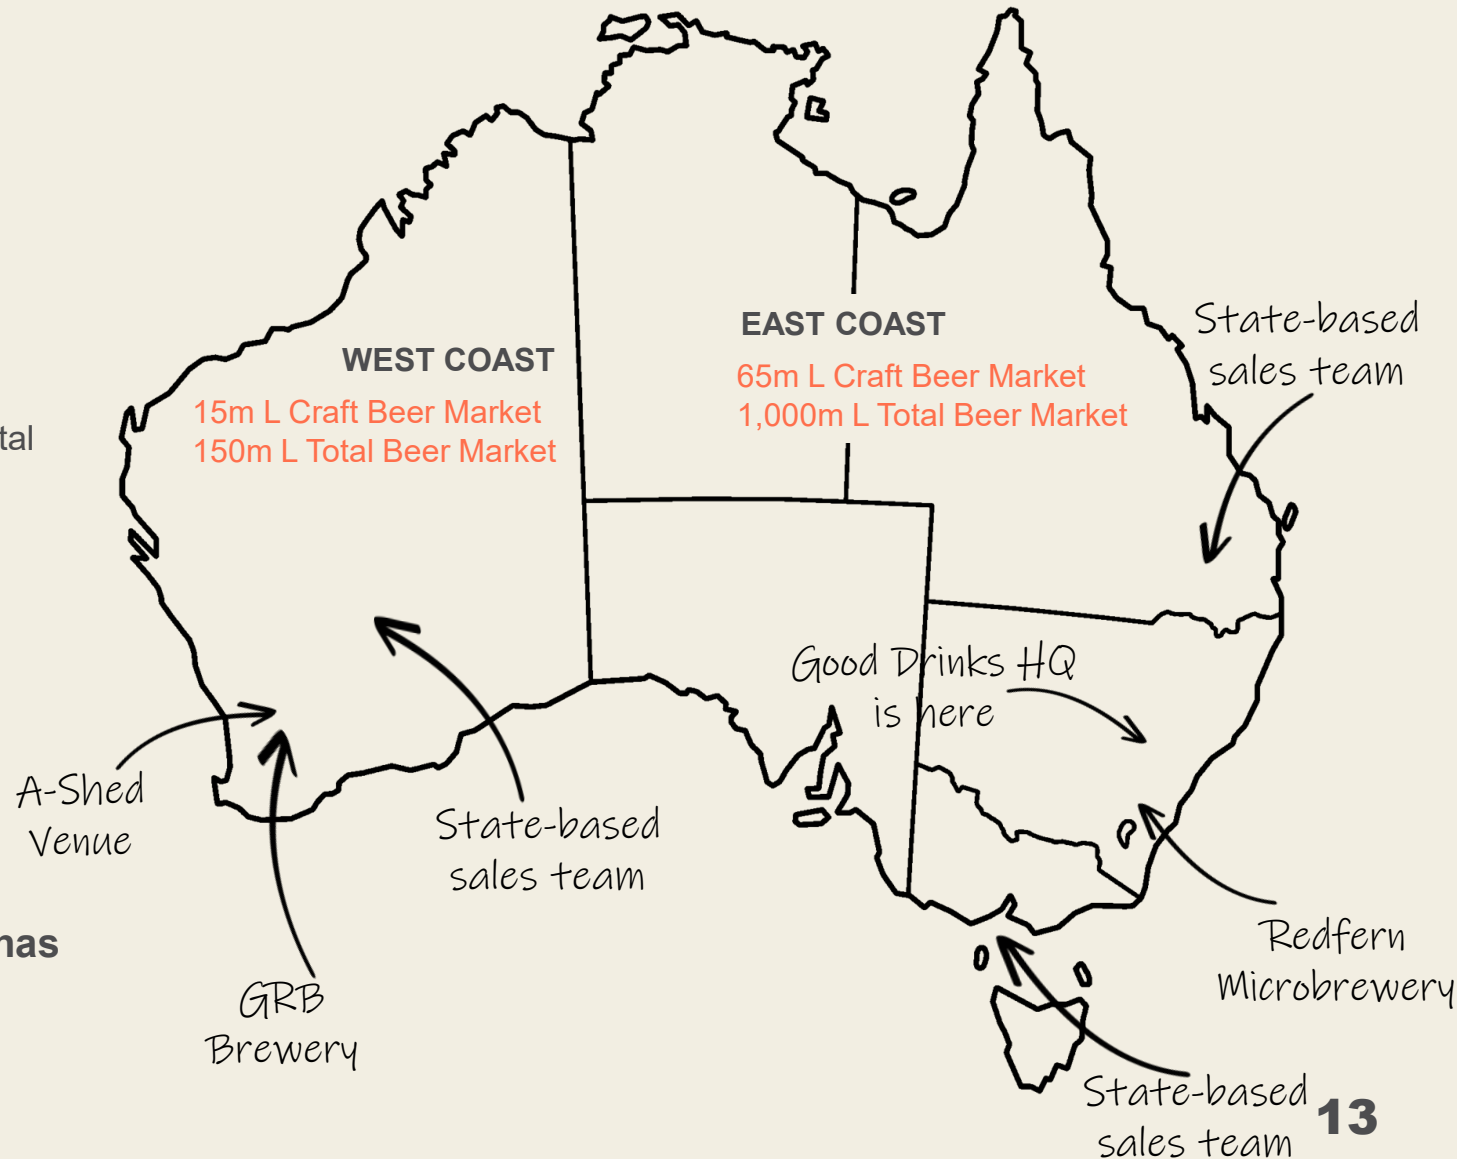 EAST COAST
65m L Craft Beer Market
1,000m L Total Beer Market
State-based
sales team
WEST COAST
15m L Craft Beer Market
150m L Total Beer Market
tal
Good Drinks HQ
is here
A-Shed
Venue
State-based
sales team
nas
GRB
Brewery
Redfern
Microbrewery
State-based
sales team
13